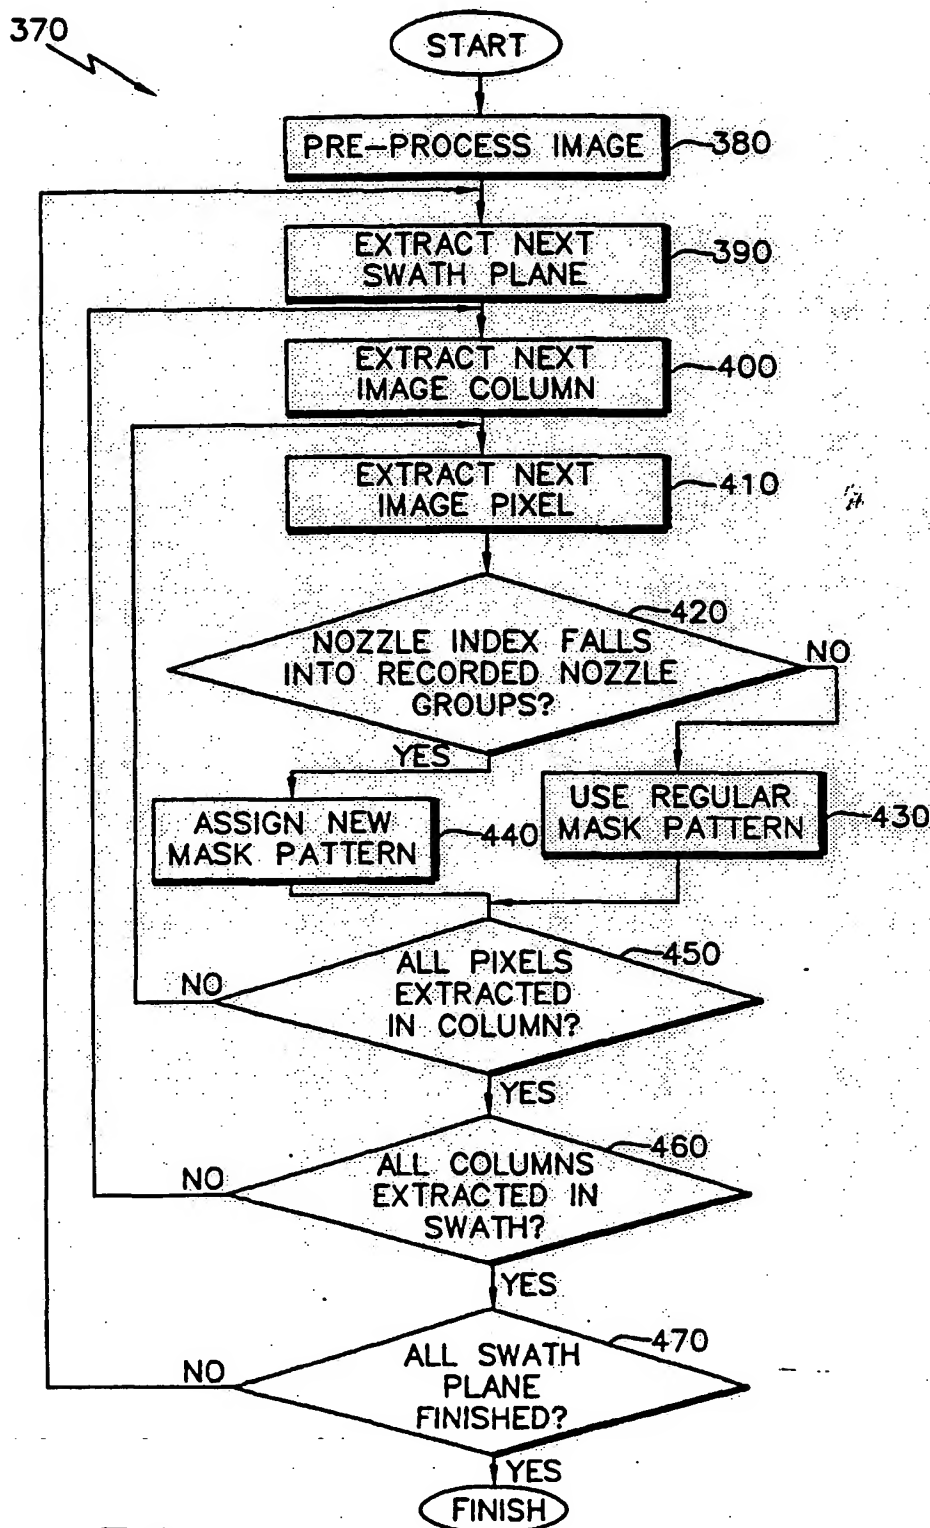 370
START
PRE-PROCESS IMAGE
380
EXTRACT NEXT
SWATH PLANE
390
EXTRACT NEXT
IMAGE COLUMN
400
EXTRACT NEXT
IMAGE PIXEL
410
420
NOZZLE INDEX FALLS
INTO RECORDED NOZZLE
GROUPS?
NO
YES
ASSIGN NEW
MASK PATTERN
440
USE REGULAR
MASK PATTERN
430
450
ALL PIXELS
EXTRACTED
IN COLUMN?
NO
YES
460
ALL COLUMNS
EXTRACTED IN
SWATH?
NO
YES
470
ALL SWATH
PLANE
FINISHED?
NO
YES
FINISH